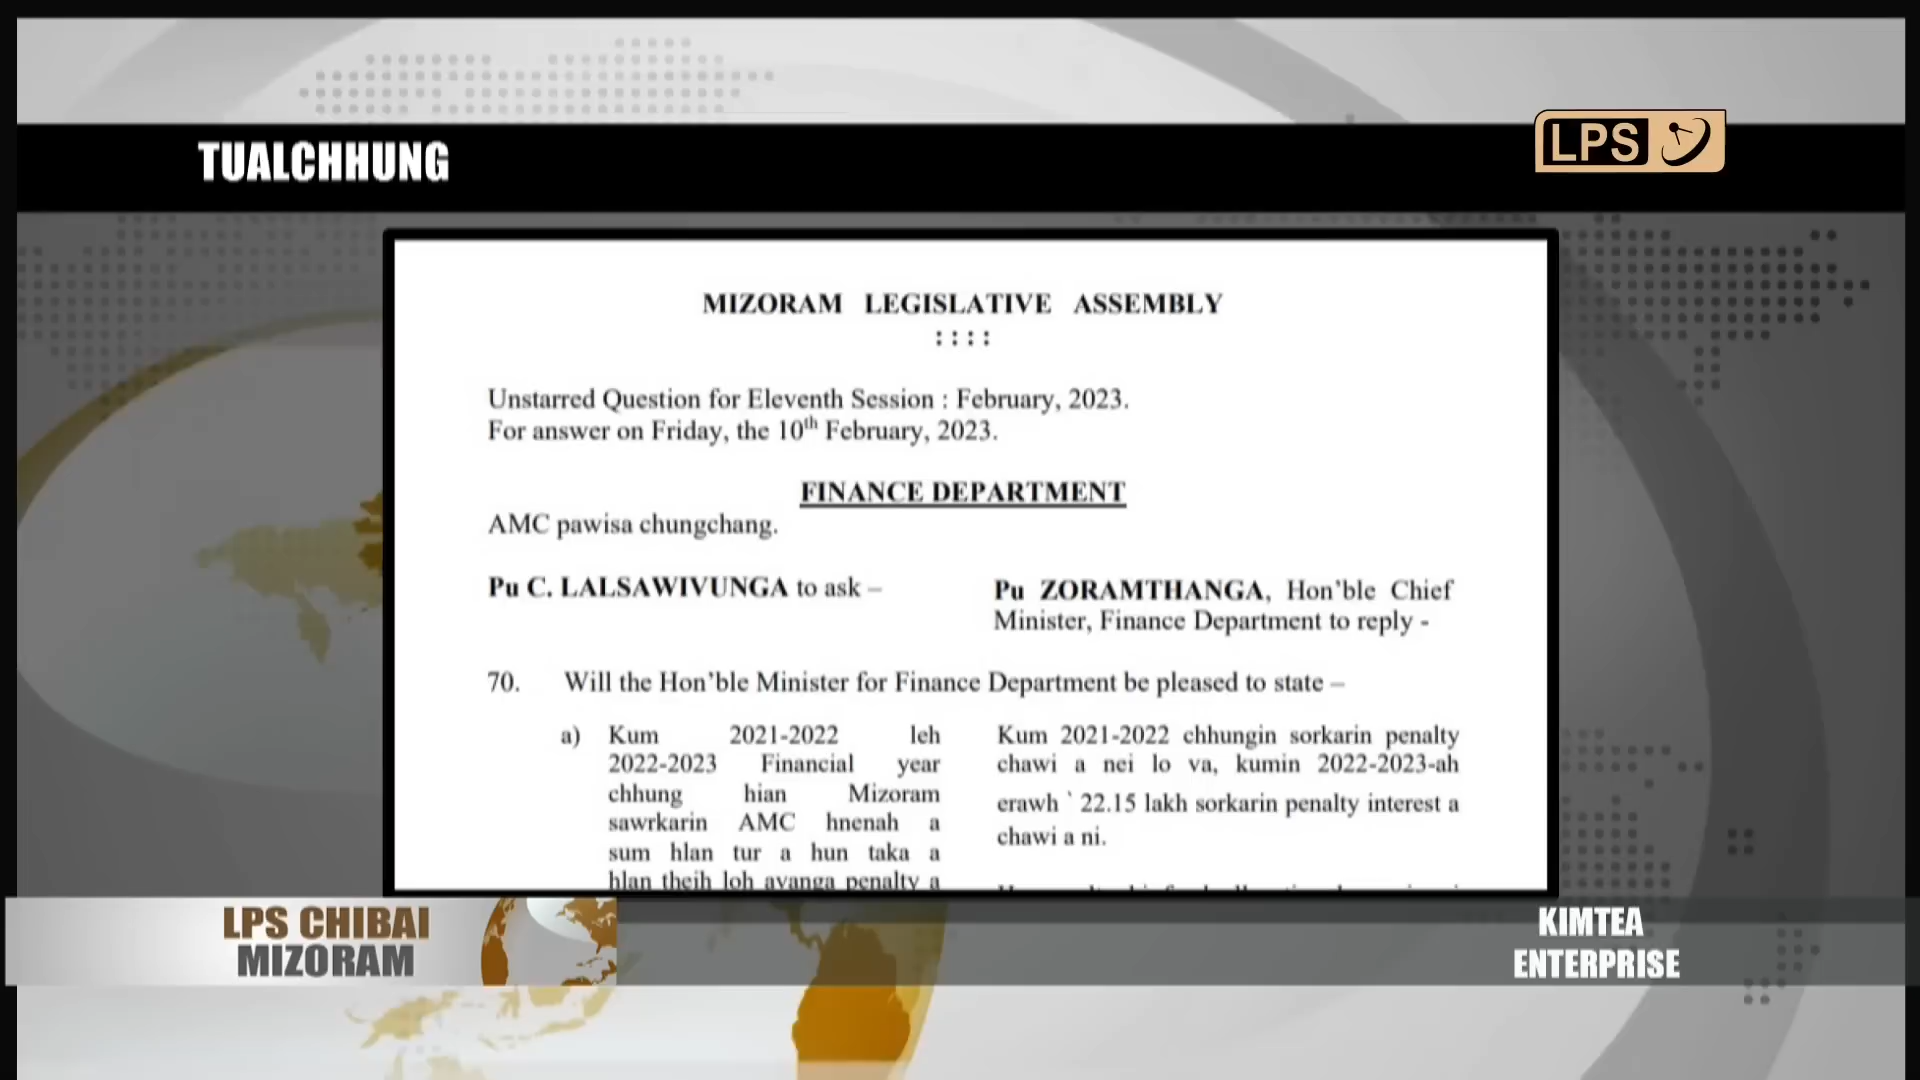 TUALCHHUNG
LPS
MIZORAM LEGISLATIVE ASSEMBLY
::::
Unstarred Question for Eleventh Session : February, 2023.
For answer on Friday, the 10th February, 2023.
FINANCE DEPARTMENT
AMC pawisa chungchang.
Pu C. LALSAWIVUNGA to ask –
Pu ZORAMTHANGA, Hon'ble Chief
Minister, Finance Department to reply -
70. Will the Hon'ble Minister for Finance Department be pleased to state –
a) Kum 2021-2022 leh
2022-2023 Financial year
chhung hian Mizoram
sawrkarin AMC hnenah a
sum hlan tur a hun taka a
hlan theih loh avanga penalty a
Kum 2021-2022 chhungin sorkarin penalty
chawi a nei lo va, kumin 2022-2023-ah
erawh ` 22.15 lakh sorkarin penalty interest a
chawi a ni.
LPS CHIBAI
MIZORAM
KIMTEA
ENTERPRISE